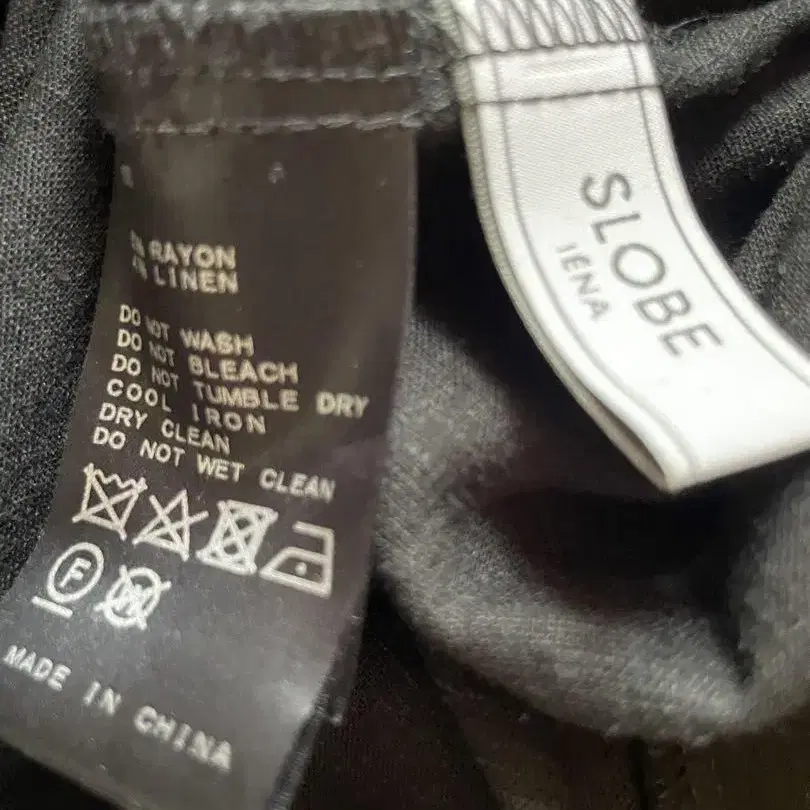 RAYON
LINEN
DO NOT WASH
DO NOT BLEACH
DO NOT TUMBLE DRY
COOL IRON
DRY CLEAN
DO NOT WET CLEAN
F
W
MADE IN CHINA
SLOBE
IENA